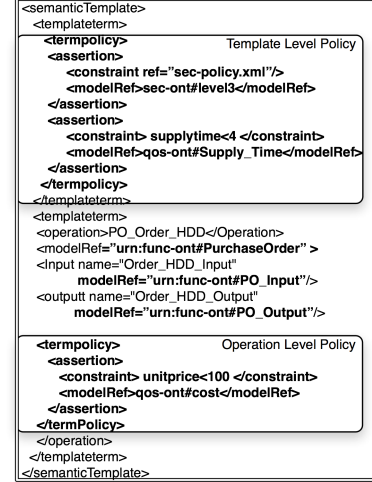 <semanticTemplate>
<templateterm>
<termpolicy> Template Level Policy
<assertion>
<constraint ref="sec-policy.xml"/>
<modelRef>sec-ont#level3</modelRef>
</assertion>
<assertion>
<constraint> supplytime<4 </constraint>
<modelRef>qos-ont#Supply_Time</modelRef>
</assertion>
</termpolicy>
</templateterm>
<templateterm>
<operation>PO_Order_HDD</Operation>
<modelRef="urn:func-ont#PurchaseOrder" >
<Input name="Order_HDD_Input"
modelRef="urn:func-ont#PO_Input"/>
<outputt name="Order_HDD_Output"
modelRef="urn:func-ont#PO_Output"/>
<termpolicy> Operation Level Policy
<assertion>
<constraint> unitprice<100 </constraint>
<modelRef>qos-ont#cost</modelRef>
</assertion>
</termPolicy>
</operation>
</templateterm>
</semanticTemplate>